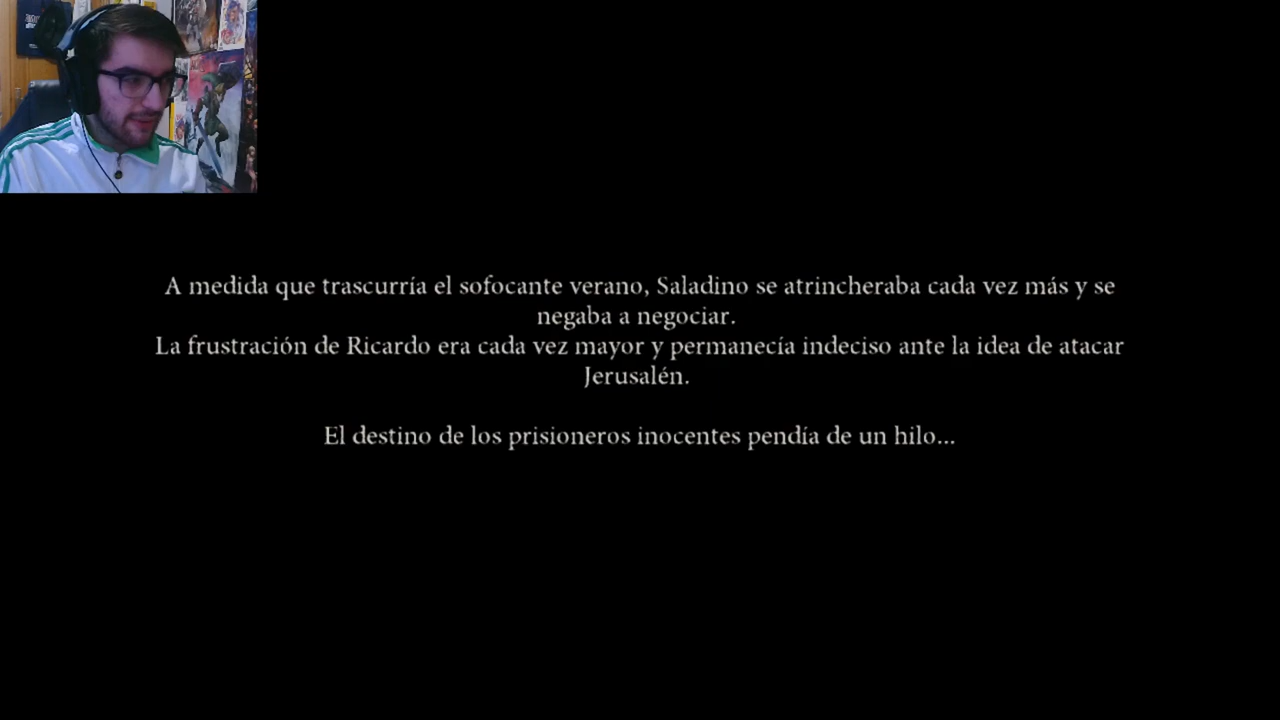 A medida que trascurría el sofocante verano, Saladino se atrincheraba cada vez más y se
negaba a negociar.
La frustración de Ricardo era cada vez mayor y permanecía indeciso ante la idea de atacar
Jerusalén.
El destino de los prisioneros inocentes pendía de un hilo...